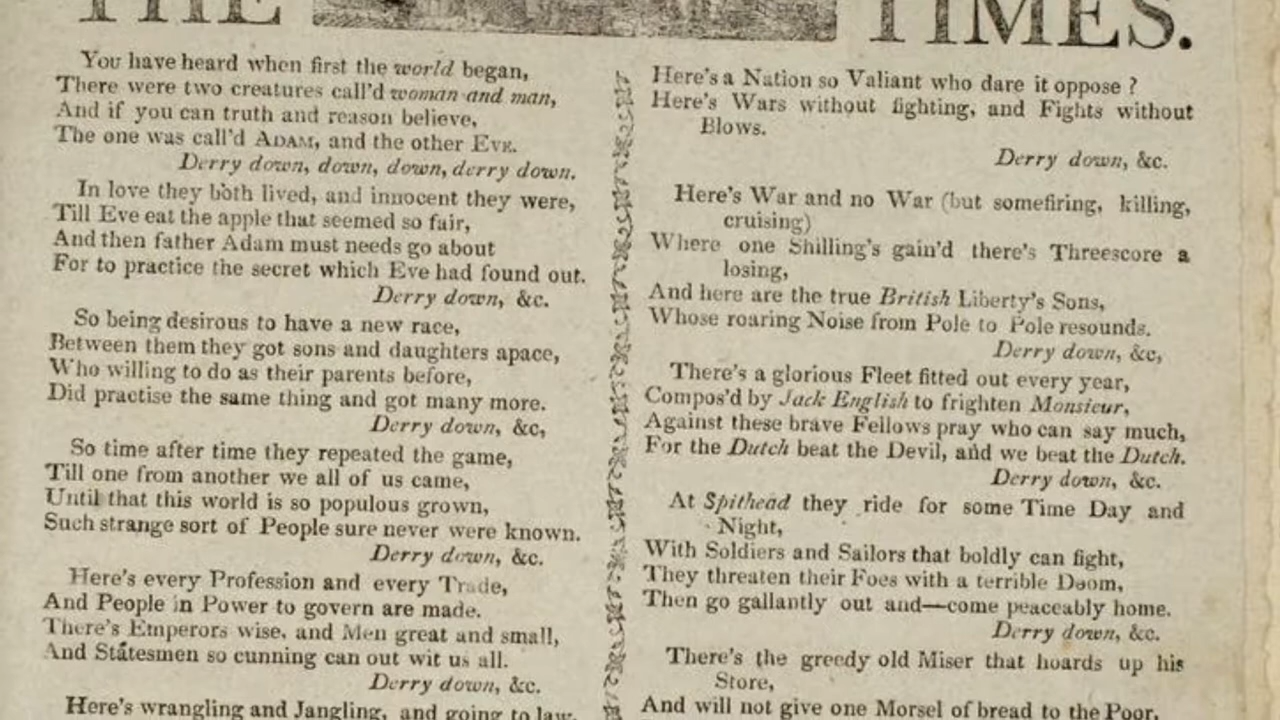 THE TIMES.
You have heard when first the world began,
There were two creatures call'd woman and man,
And if you can truth and reason believe,
The one was call'd ADAM, and the other EVE.
Derry down, down, down, derry down.
In love they both lived, and innocent they were,
Till Eve eat the apple that seemed so fair,
And then father Adam must needs go about
For to practice the secret which Eve had found out.
Derry down, &c.
So being desirous to have a new race,
Between them they got sons and daughters apace,
Who willing to do as their parents before,
Did practise the same thing and got many more.
Derry down, &c,
So time after time they repeated the game,
Till one from another we all of us came,
Until that this world is so populous grown,
Such strange sort of People sure never were known.
Derry down, &c.
Here's every Profession and every Trade,
And People in Power to govern are made.
There's Emperors wise, and Men great and small,
And Statesmen so cunning can out wit us all.
Derry down, &c.
Here's wrangling and Jangling, and going to law,
Here's a Nation so Valiant who dare it oppose ?
Here's Wars without fighting, and Fights without
Blows.
Derry down, &c.
Here's War and no War (but somefiring, killing,
cruising)
Where one Shilling's gain'd there's Threescore a
losing,
And here are the true British Liberty's Sons,
Whose roaring Noise from Pole to Pole resounds.
Derry down, &c,
There's a glorious Fleet fitted out every year,
Compos'd by Jack English to frighten Monsieur,
Against these brave Fellows pray who can say much,
For the Dutch beat the Devil, and we beat the Dutch.
Derry down, &c.
At Spithead they ride for some Time Day and
Night,
With Soldiers and Sailors that boldly can fight,
They threaten their Foes with a terrible Doom,
Then go gallantly out and—come peaceably home.
Derry down, &c.
There's the greedy old Miser that hoards up his
Store,
And will not give one Morsel of bread to the Poor,